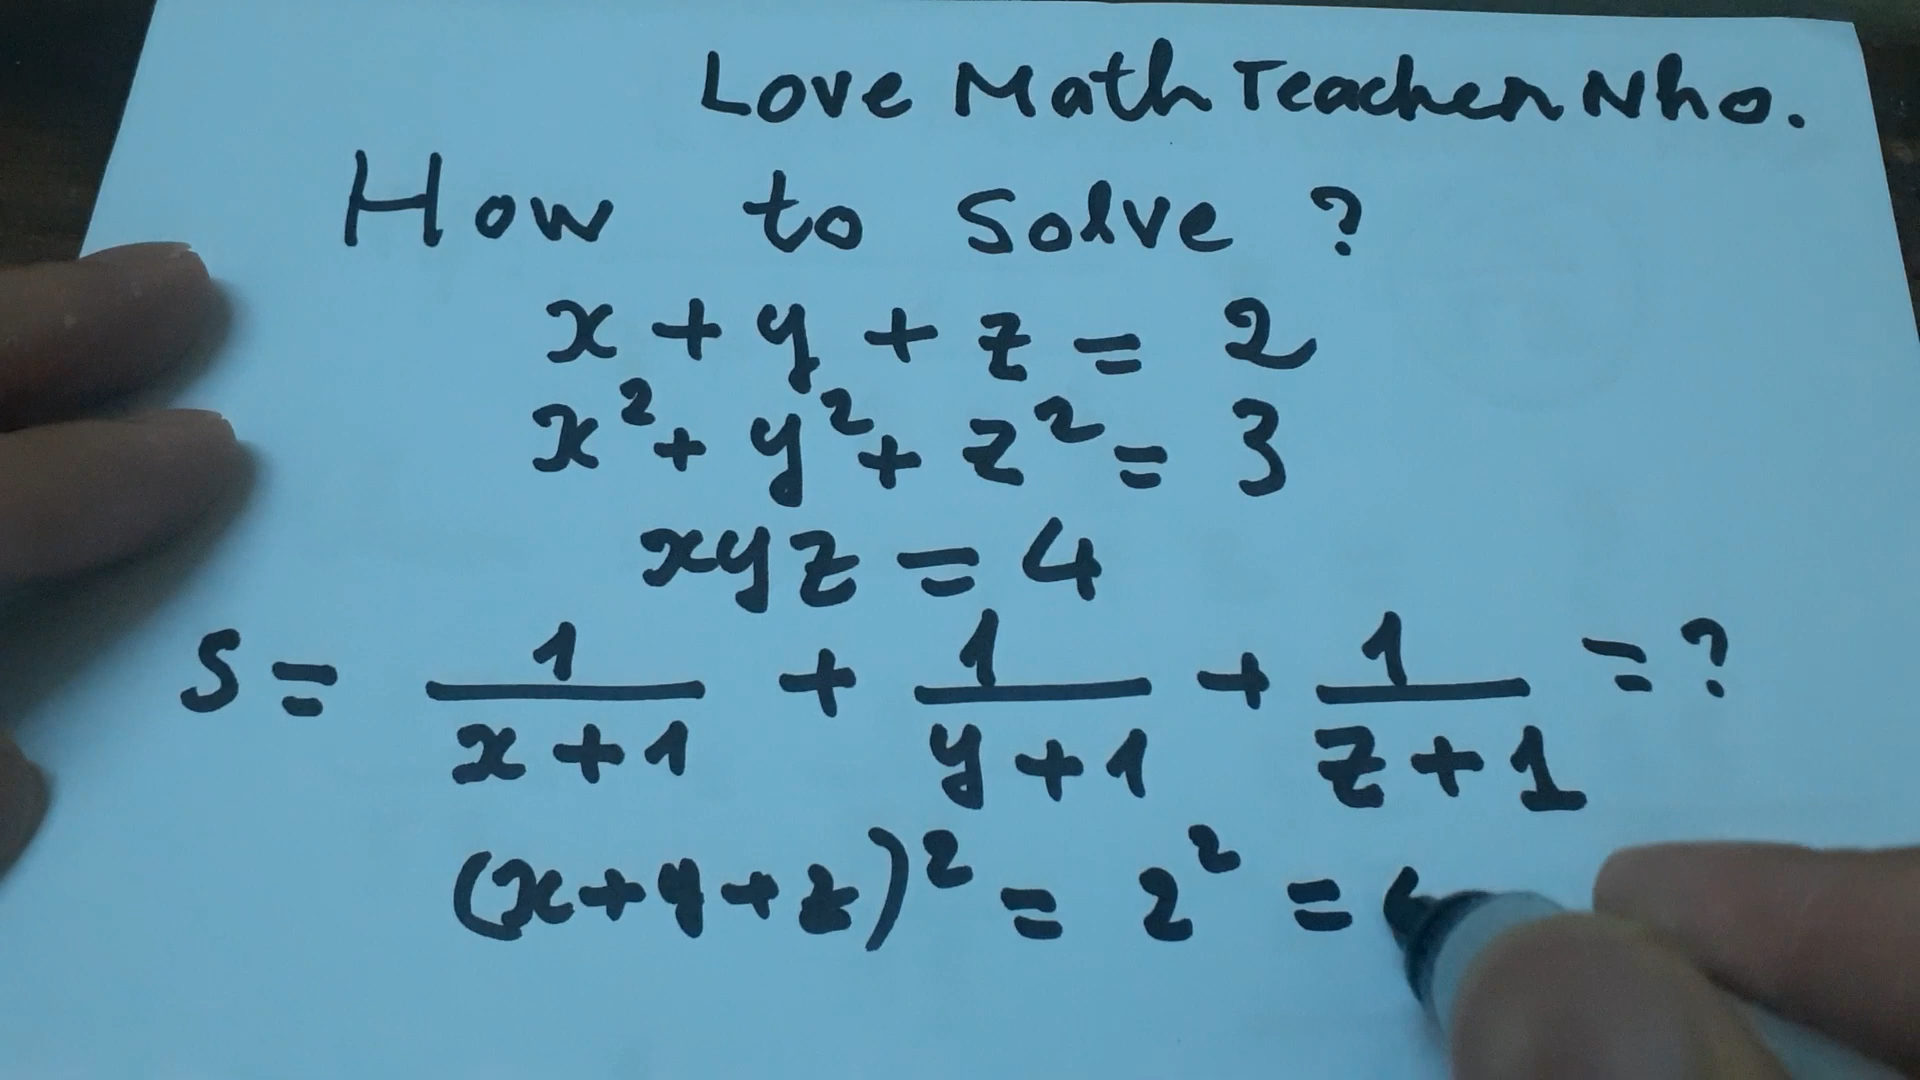 Love Math Teacher Nho.
How to Solve ?
x + y + z = 2
x² + y² + z² = 3
xyz = 4
S = 1/(x+1) + 1/(y+1) + 1/(z+1) = ?
(x+y+z)² = 2² =